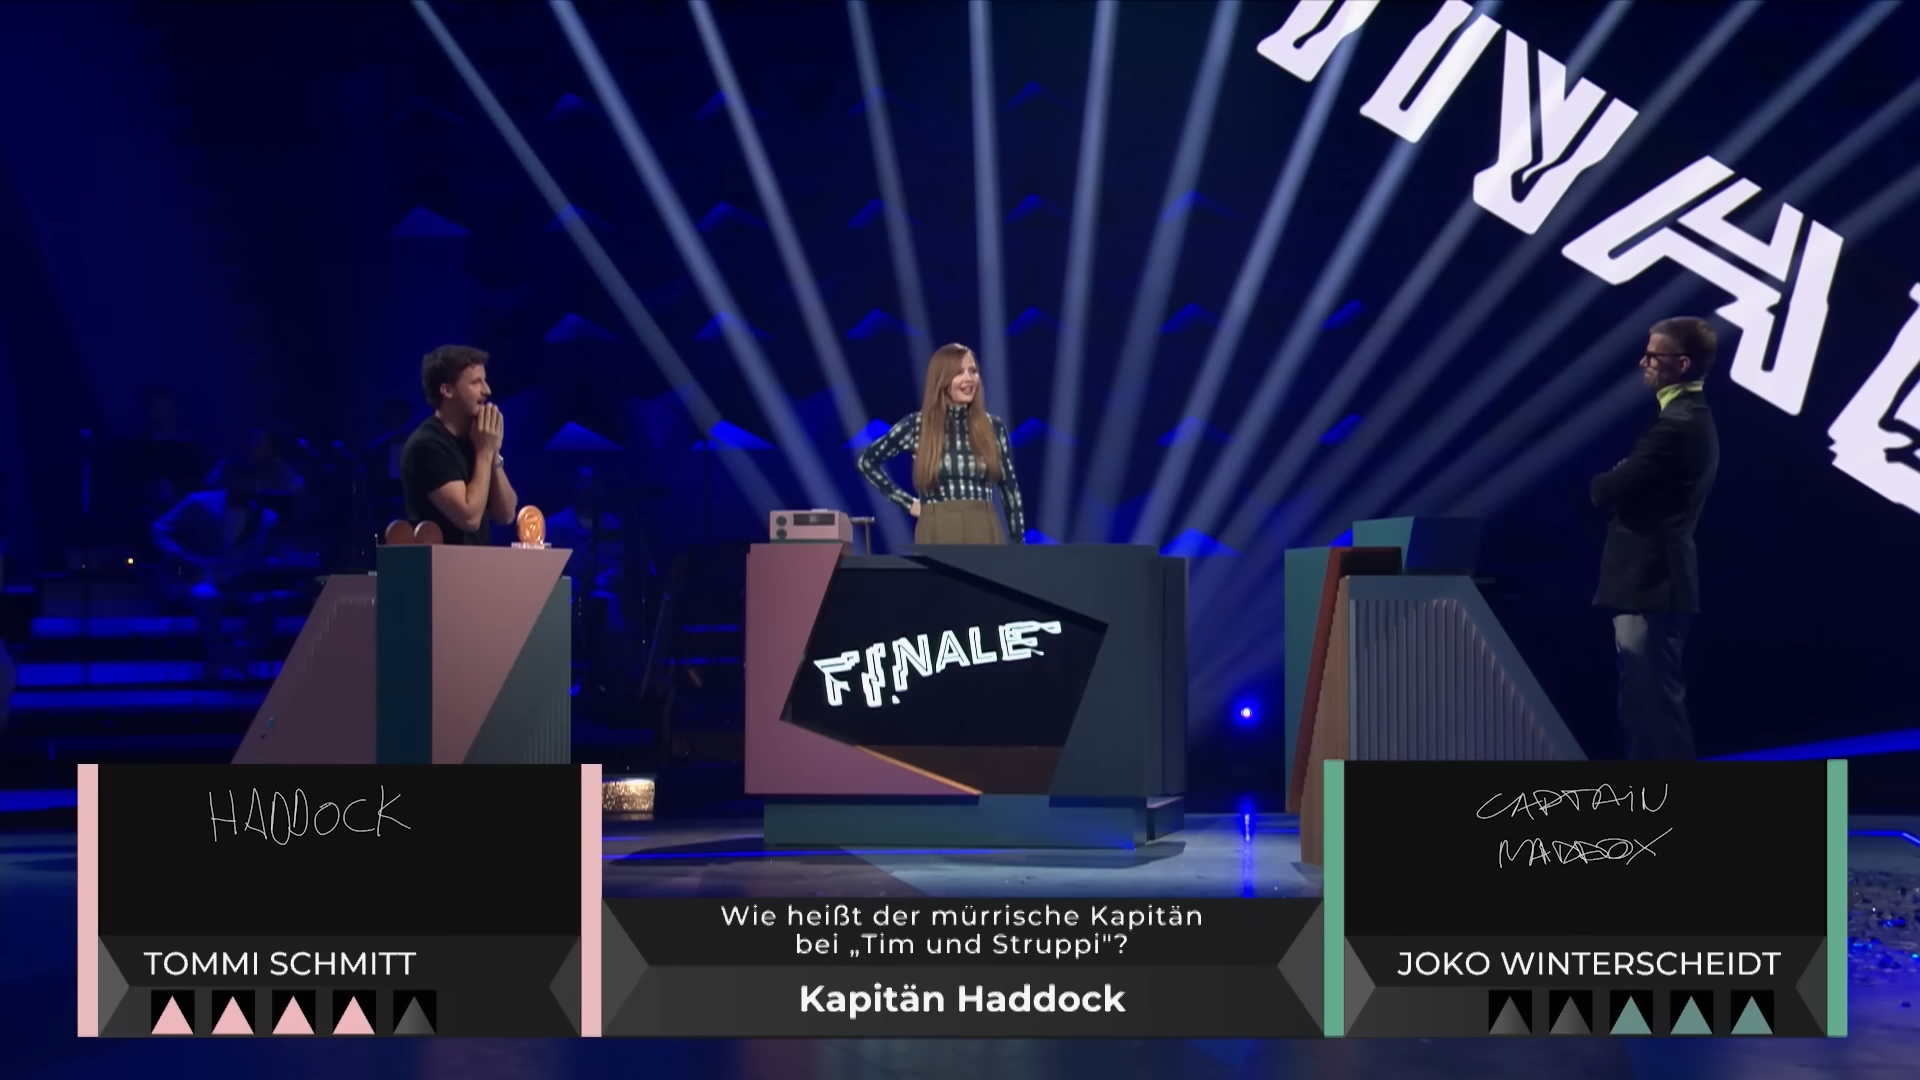 FINALE
HADDOCK
CAPTAIN
MADDOX
Wie heißt der mürrische Kapitän
bei „Tim und Struppi"?
Kapitän Haddock
TOMMI SCHMITT
JOKO WINTERSCHEIDT